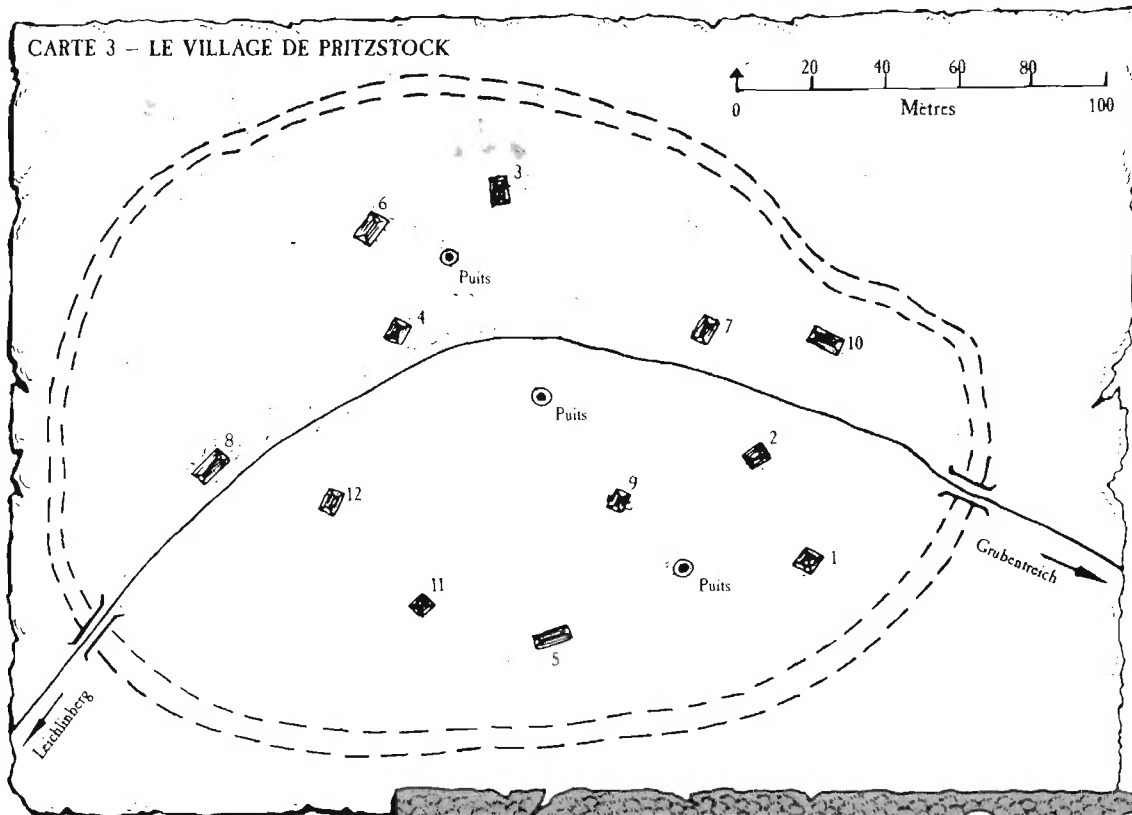 CARTE 3 – LE VILLAGE DE PRITZSTOCK
20 40 60 80
0 Mètres 100
3
6
Puits
4
7
10
Puits
8
2
12
9
Grubentreich
1
Puits
11
5
Leichlinberg